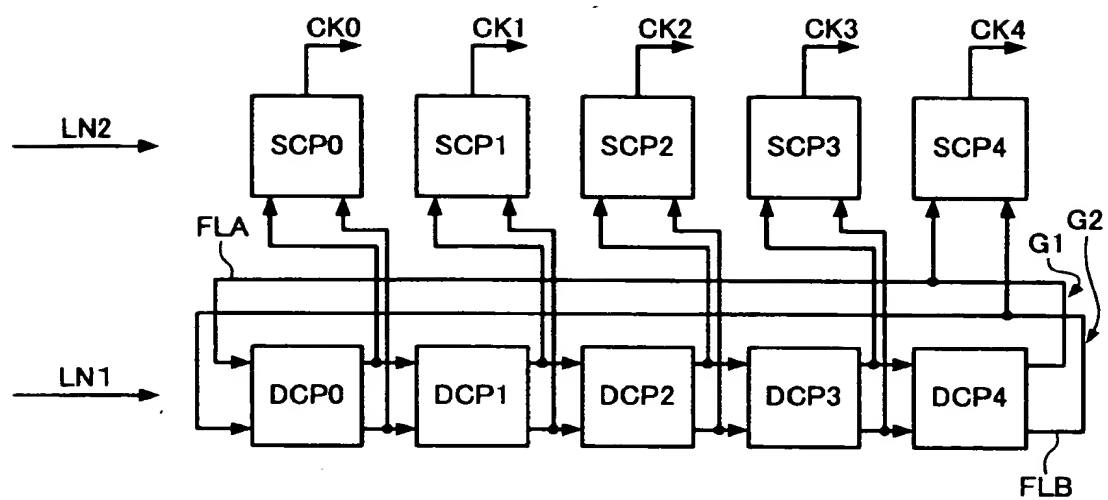 CK0 CK1 CK2 CK3 CK4
LN2 SCP0 SCP1 SCP2 SCP3 SCP4
FLA G1 G2
LN1 DCP0 DCP1 DCP2 DCP3 DCP4
FLB